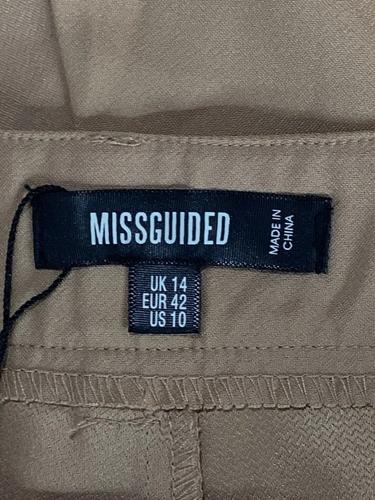 MISSGUIDED
MADE IN
CHINA
UK 14
EUR 42
US 10